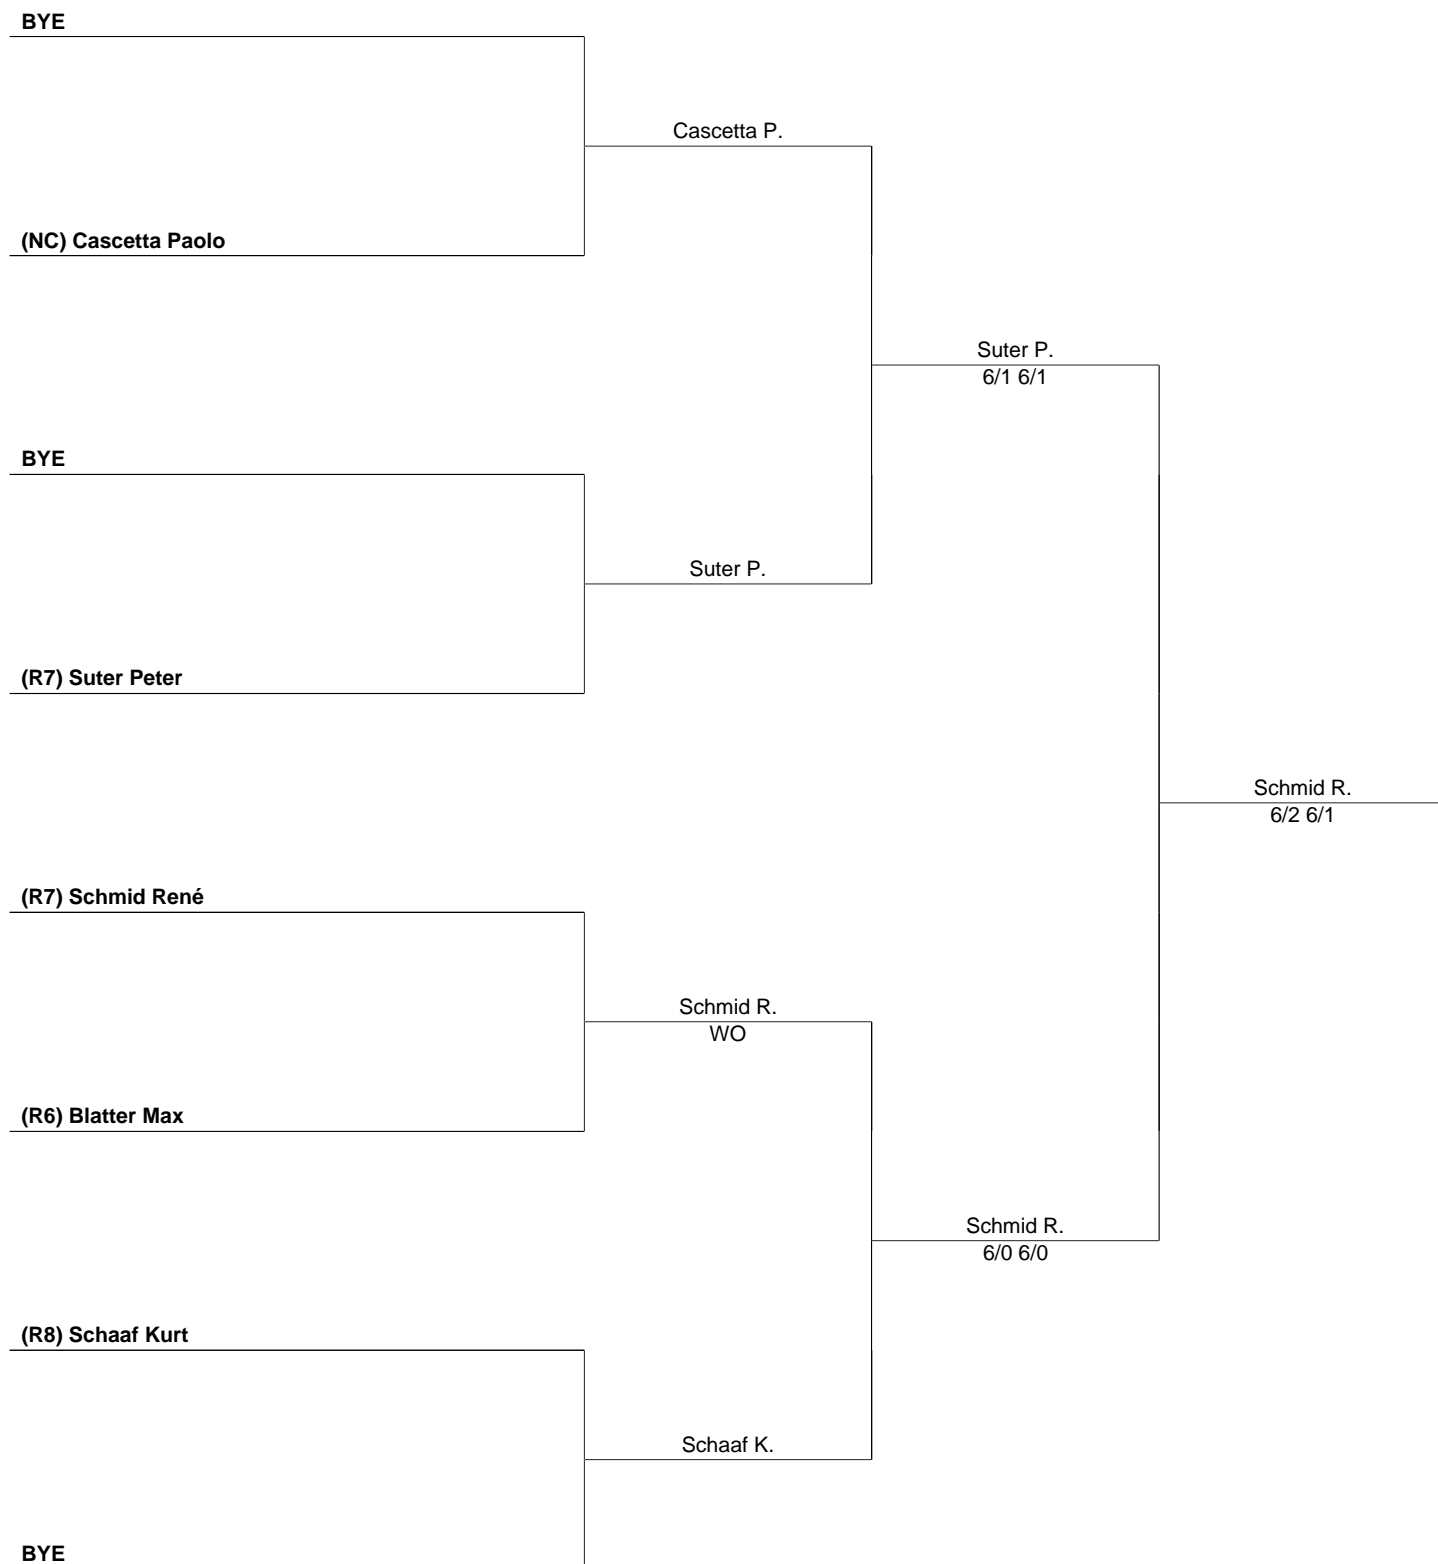 BYE
Cascetta P.
(NC) Cascetta Paolo
Suter P.
6/1 6/1
BYE
Suter P.
(R7) Suter Peter
Schmid R.
6/2 6/1
(R7) Schmid René
Schmid R.
WO
(R6) Blatter Max
Schmid R.
6/0 6/0
(R8) Schaaf Kurt
Schaaf K.
BYE